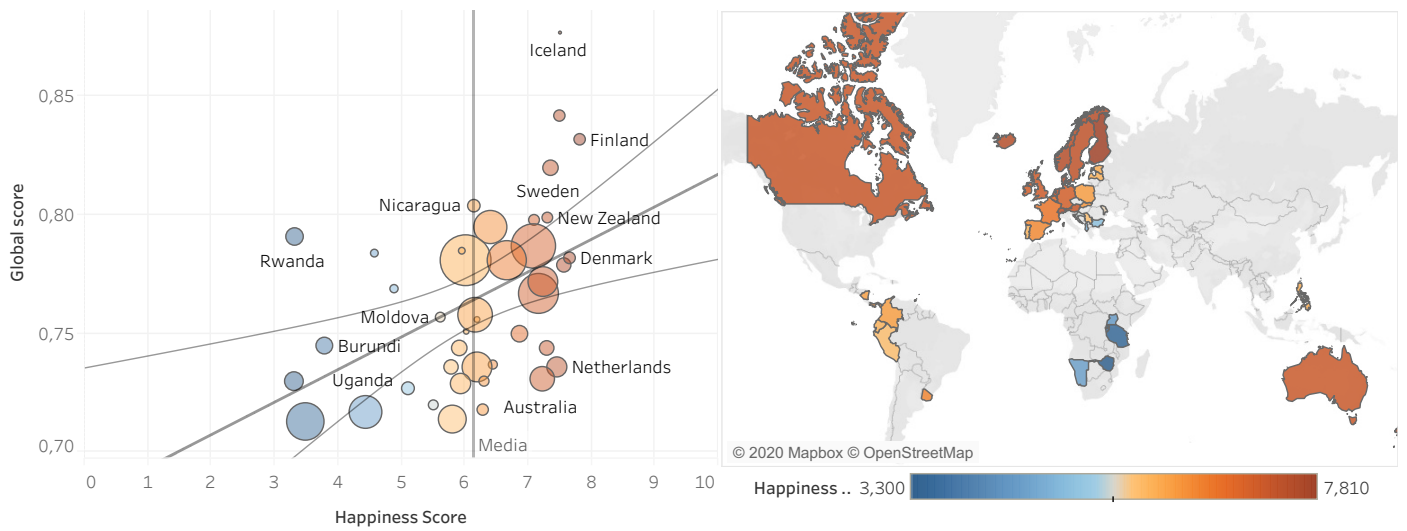 Iceland
0,85
Finland
Sweden
Nicaragua
0,80
New Zealand
Global score
Rwanda
Denmark
Moldova
0,75
Burundi
Uganda
Netherlands
Australia
0,70
Media
0 1 2 3 4 5 6 7 8 9 10
Happiness Score
© 2020 Mapbox © OpenStreetMap
Happiness .. 3,300 7,810